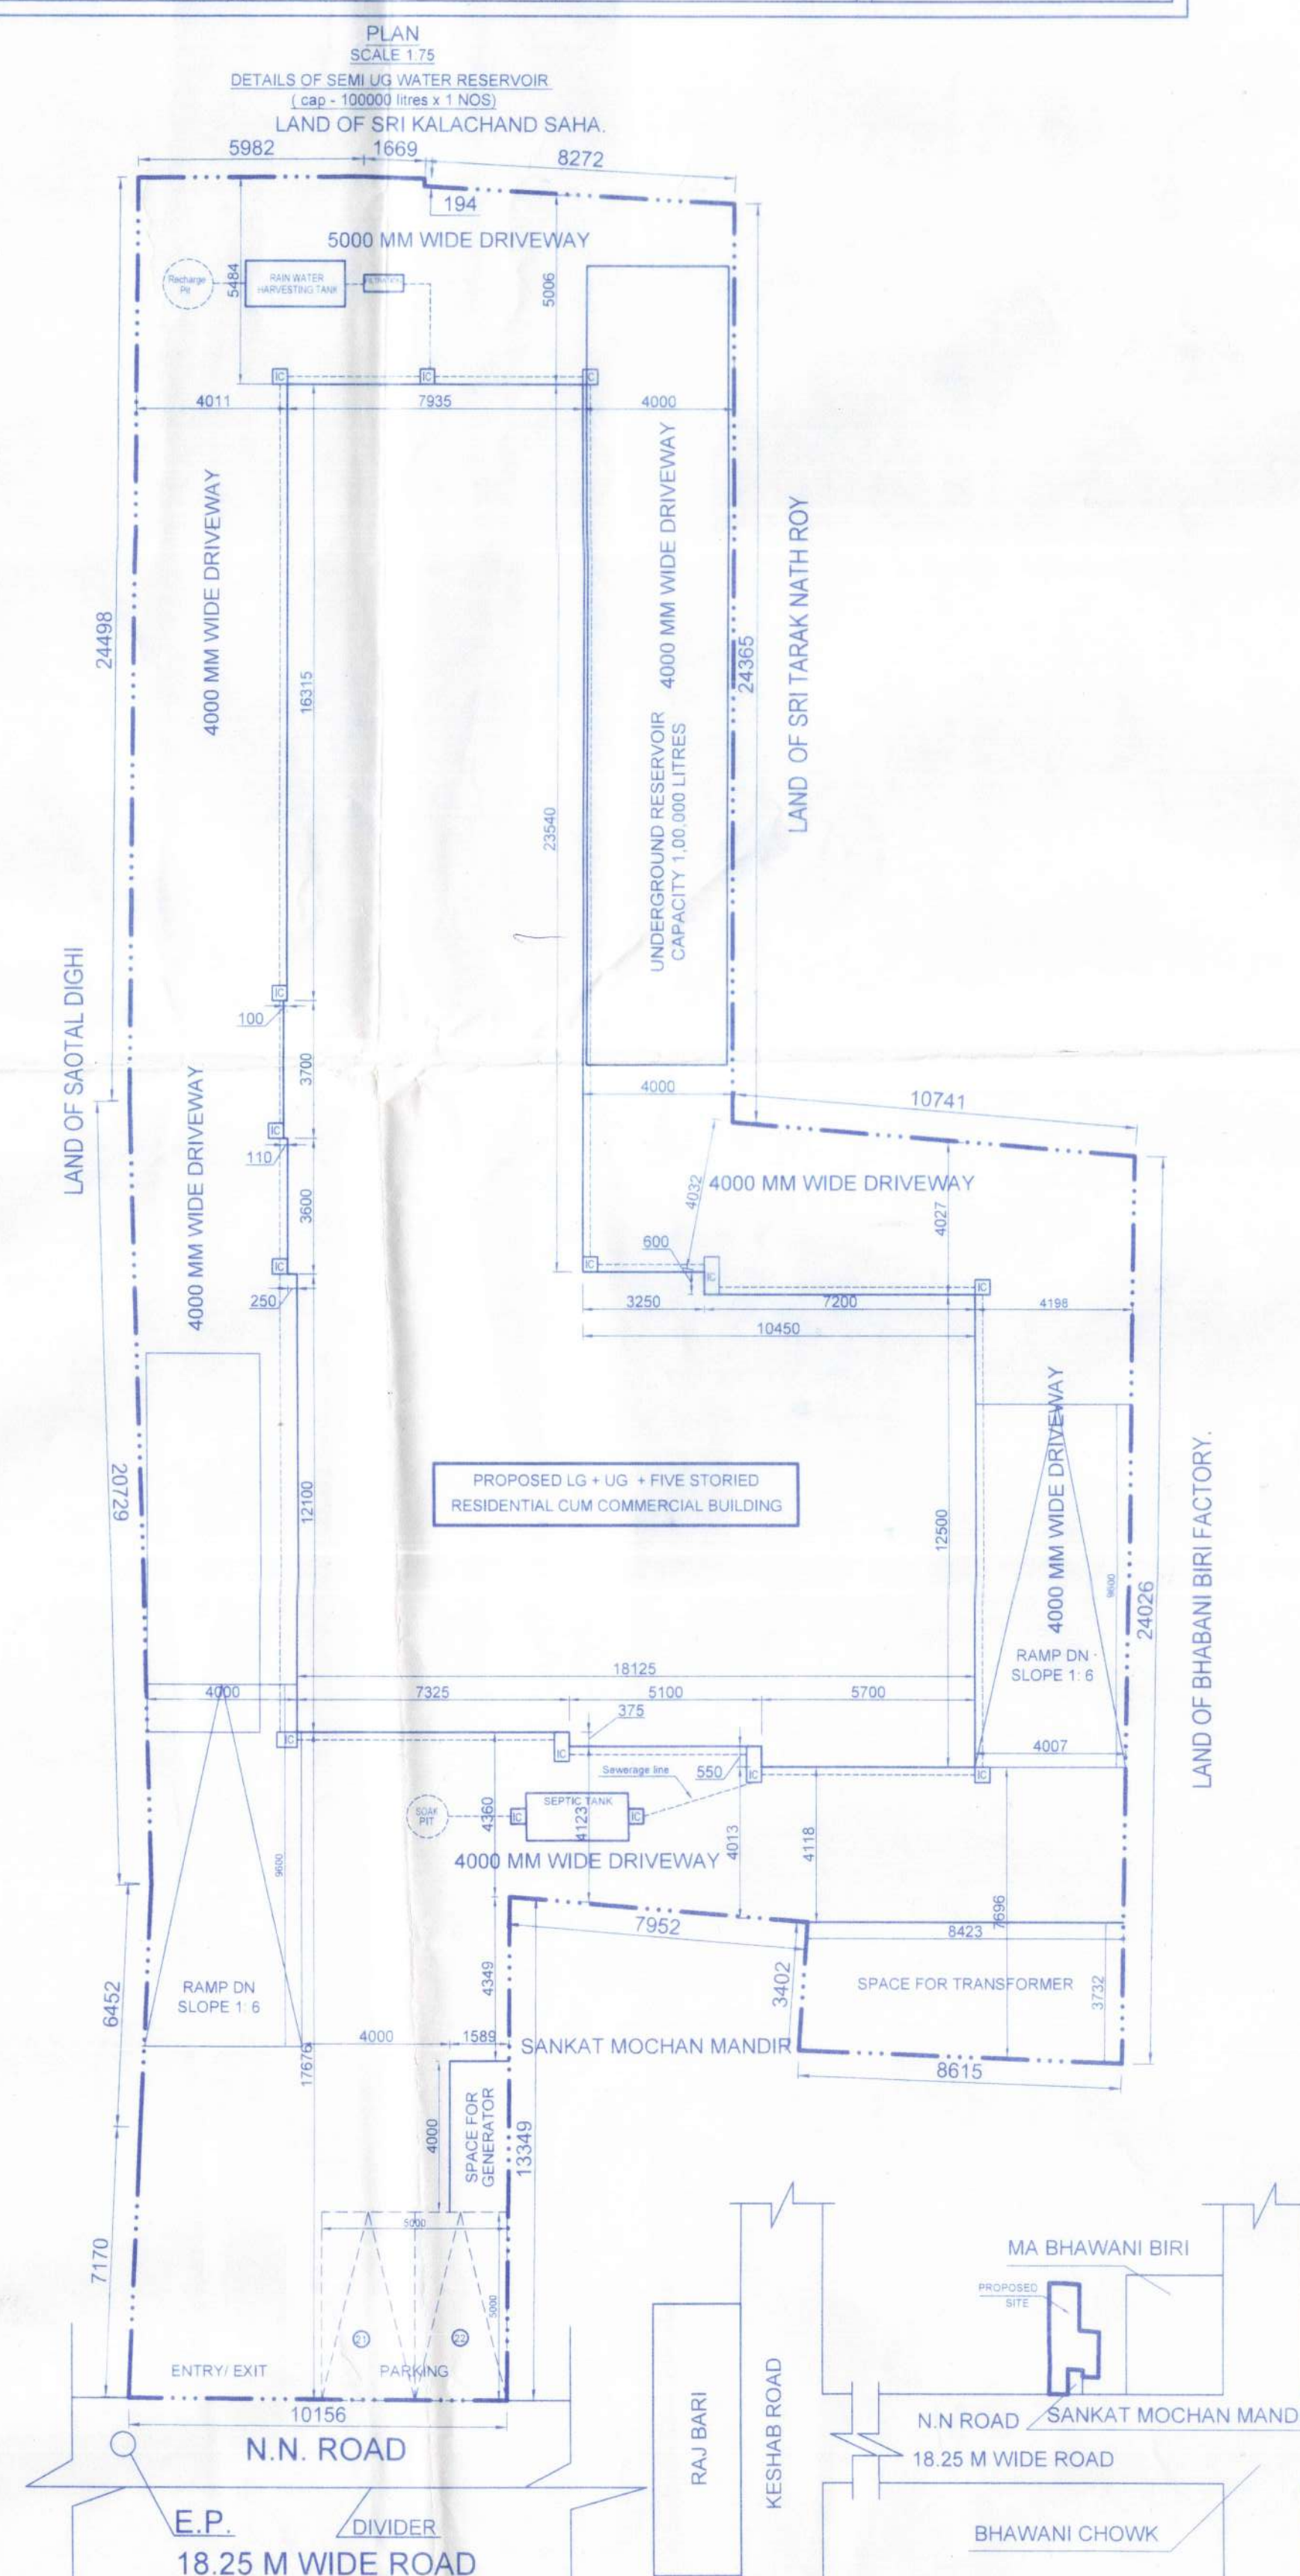 PLAN
SCALE 1:75
DETAILS OF SEMI UG WATER RESERVOIR
( cap - 100000 litres x 1 NOS)
LAND OF SRI KALACHAND SAHA.
5982
1669
8272
194
5000 MM WIDE DRIVEWAY
Recharge
Pit
5484
RAIN WATER
HARVESTING TANK
5006
IC
IC
IC
4011
7935
4000
4000 MM WIDE DRIVEWAY
4000 MM WIDE DRIVEWAY
24498
16315
24365
LAND OF SRI TARAK NATH ROY
23540
UNDERGROUND RESERVOIR
CAPACITY 1,00,000 LITRES
LAND OF SAOTAL DIGHI
IC
100
3700
4000
10741
IC
110
4000 MM WIDE DRIVEWAY
3600
4032
4000 MM WIDE DRIVEWAY
4027
600
IC
IC
IC
IC
250
3250
7200
4198
10450
20729
12100
PROPOSED LG + UG + FIVE STORIED
RESIDENTIAL CUM COMMERCIAL BUILDING
12500
4000 MM WIDE DRIVEWAY
9600
24026
LAND OF BHABANI BIRI FACTORY.
RAMP DN
SLOPE 1: 6
18125
4000
7325
5100
5700
375
IC
IC
4007
Sewerage line
550
IC
IC
SEPTIC TANK
SOAK
PIT
IC
IC
4360
4123
4013
4118
4000 MM WIDE DRIVEWAY
9600
7952
7696
8423
6452
RAMP DN
SLOPE 1: 6
4349
3402
SPACE FOR TRANSFORMER
3732
4000
1589
SANKAT MOCHAN MANDIR
17676
8615
4000
SPACE FOR
GENERATOR
13349
7170
5000
5000
21
22
ENTRY/ EXIT
PARKING
10156
N.N. ROAD
E.P.
DIVIDER
18.25 M WIDE ROAD
RAJ BARI
KESHAB ROAD
MA BHAWANI BIRI
PROPOSED
SITE
N.N ROAD
SANKAT MOCHAN MAND
18.25 M WIDE ROAD
BHAWANI CHOWK